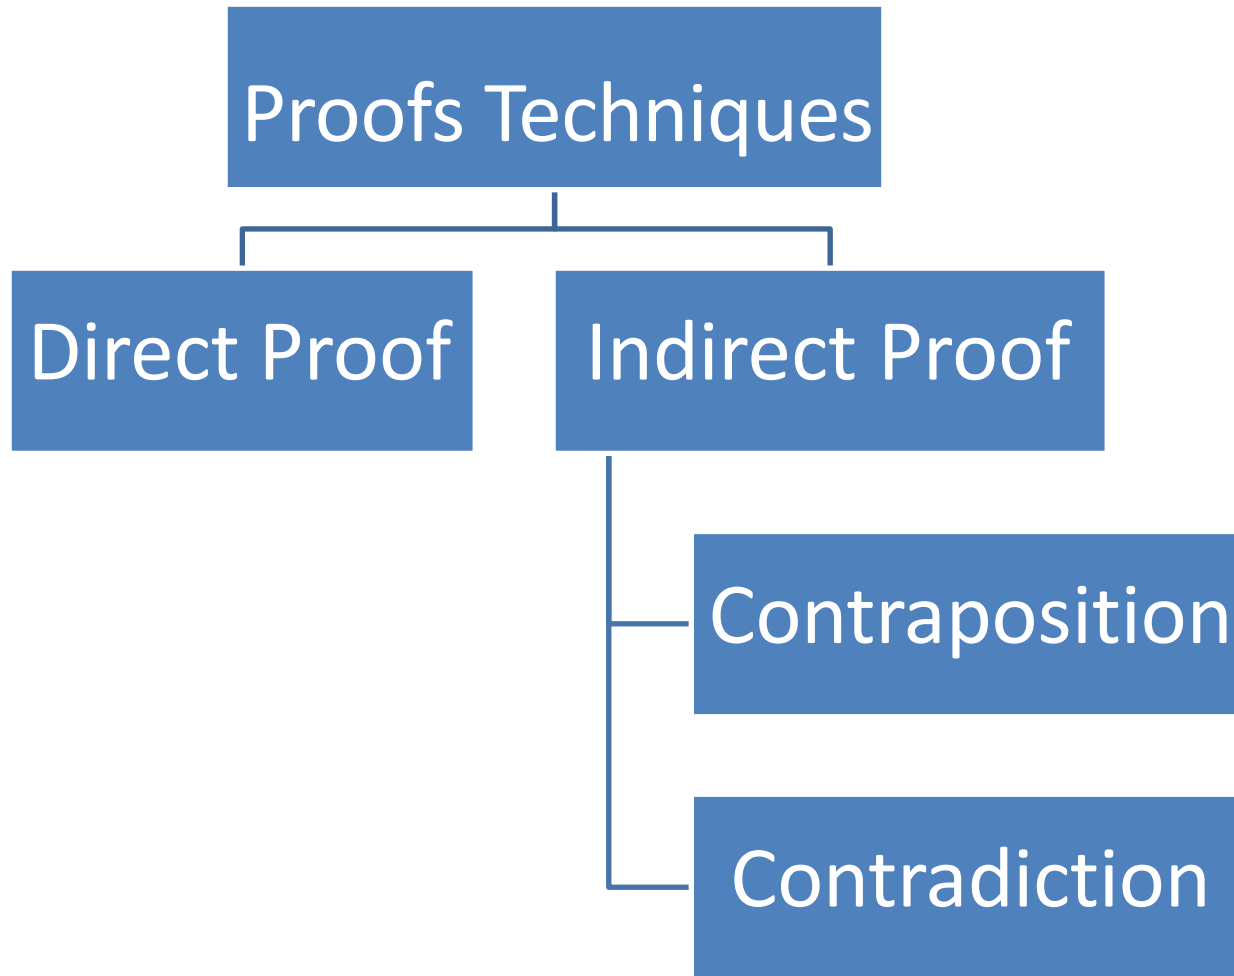 Proofs Techniques
Direct Proof
Indirect Proof
Contraposition
Contradiction